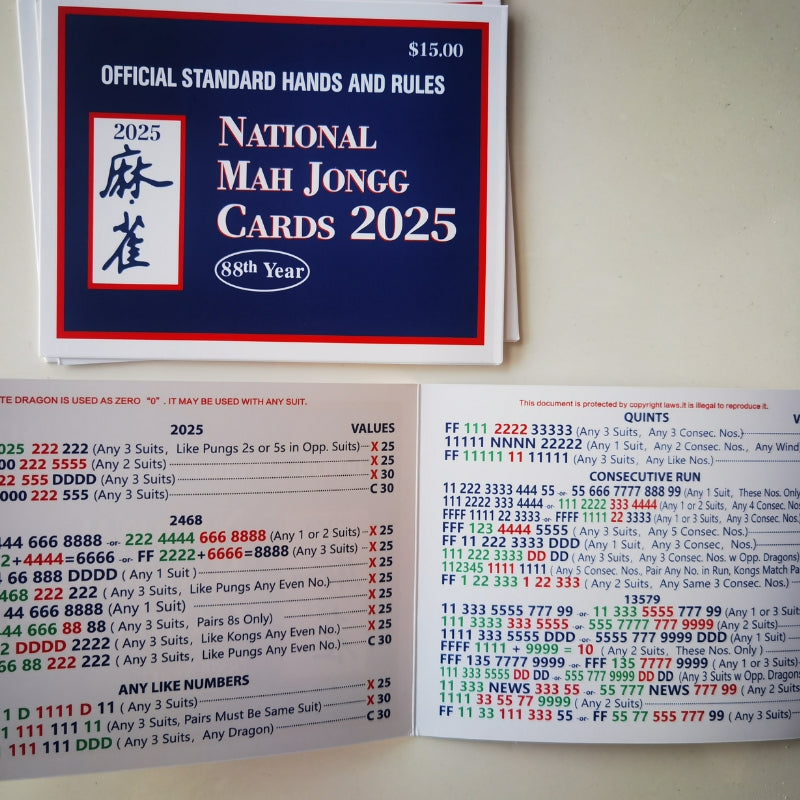 $15.00
OFFICIAL STANDARD HANDS AND RULES
2025
麻
雀
NATIONAL
MAH JONGG
CARDS 2025
88th Year
TE DRAGON IS USED AS ZERO "0" . IT MAY BE USED WITH ANY SUIT.
2025 VALUES
025 222 222 (Any 3 Suits, Like Pungs 2s or 5s in Opp. Suits) X 25
00 222 5555 (Any 2 Suits) X 25
22 555 DDDD (Any 3 Suits) X 30
000 222 555 (Any 3 Suits) C 30
2468
444 666 8888 -or- 222 4444 666 8888 (Any 1 or 2 Suits) X 25
2+4444=6666 -or- FF 2222+6666=8888 (Any 3 Suits) X 25
4 66 888 DDDD ( Any 1 Suit ) X 25
468 222 222 ( Any 3 Suits, Like Pungs Any Even No.) X 25
44 666 8888 (Any 1 Suit) X 25
44 666 88 88 ( Any 3 Suits, Pairs 8s Only) X 25
2 DDDD 2222 ( Any 3 Suits, Like Kongs Any Even No.) X 25
66 88 222 222 ( Any 3 Suits, Like Pungs Any Even No.) C 30
ANY LIKE NUMBERS
1 D 1111 D 11 ( Any 3 Suits) X 25
1 111 111 11 (Any 3 Suits, Pairs Must Be Same Suit) X 30
111 111 DDD ( Any 3 Suits, Any Dragon) C 30
This document is protected by copyright laws.it is illegal to reproduce it.
QUINTS
FF 111 2222 33333 (Any 3 Suits, Any 3 Consec. Nos.)
11111 NNNN 22222 (Any 1 Suit, Any 2 Consec. Nos., Any Wind
FF 11111 11 11111 (Any 3 Suits, Any Like Nos.)
CONSECUTIVE RUN
11 222 3333 444 55 -or- 55 666 7777 888 99 (Any 1 Suit, These Nos. Only
111 2222 333 4444 -or- 111 2222 333 4444 (Any 1 or 2 Suits, Any 4 Consec. Nos
FFFF 1111 22 3333 -or- FFFF 1111 22 3333 (Any 1 or 3 Suits, Any 3 Consec. Nos.
FFF 123 4444 5555 ( Any 3 Suits, Any 5 Consec. Nos.)
FF 11 222 3333 DDD (Any 1 Suit, Any 3 Consec, Nos.)
111 222 3333 DD DD ( Any 3 Suits, Any 3 Consec. Nos. w Opp. Dragons)
112345 1111 1111 ( Any 5 Consec. Nos., Pair Any No. in Run, Kongs Match Pa
FF 1 22 333 1 22 333 ( Any 2 Suits, Any Same 3 Consec. Nos.)
13579
11 333 5555 777 99 -or- 11 333 5555 777 99 (Any 1 or 3 Suit
1111 3333 333 5555 -or- 555 7777 7777 9999 ( Any 2 Suits)
1111 333 5555 DDD -or- 5555 777 9999 DDD (Any 1 Suit)
FFFF 1111 + 9999 = 10 ( Any 2 Suits, These Nos. Only )
FFF 135 7777 9999 -or- FFF 135 7777 9999 ( Any 1 or 3 Suits)
111 333 5555 DD DD -or- 555 777 9999 DD DD (Any 3 Suits w Opp. Dragons
11 333 NEWS 333 55 -or- 55 777 NEWS 777 99 ( Any 2 Suits
1111 33 55 77 9999 ( Any 2 Suits)
FF 11 33 111 333 55 -or- FF 55 77 555 777 99 ( Any 3 Suits)